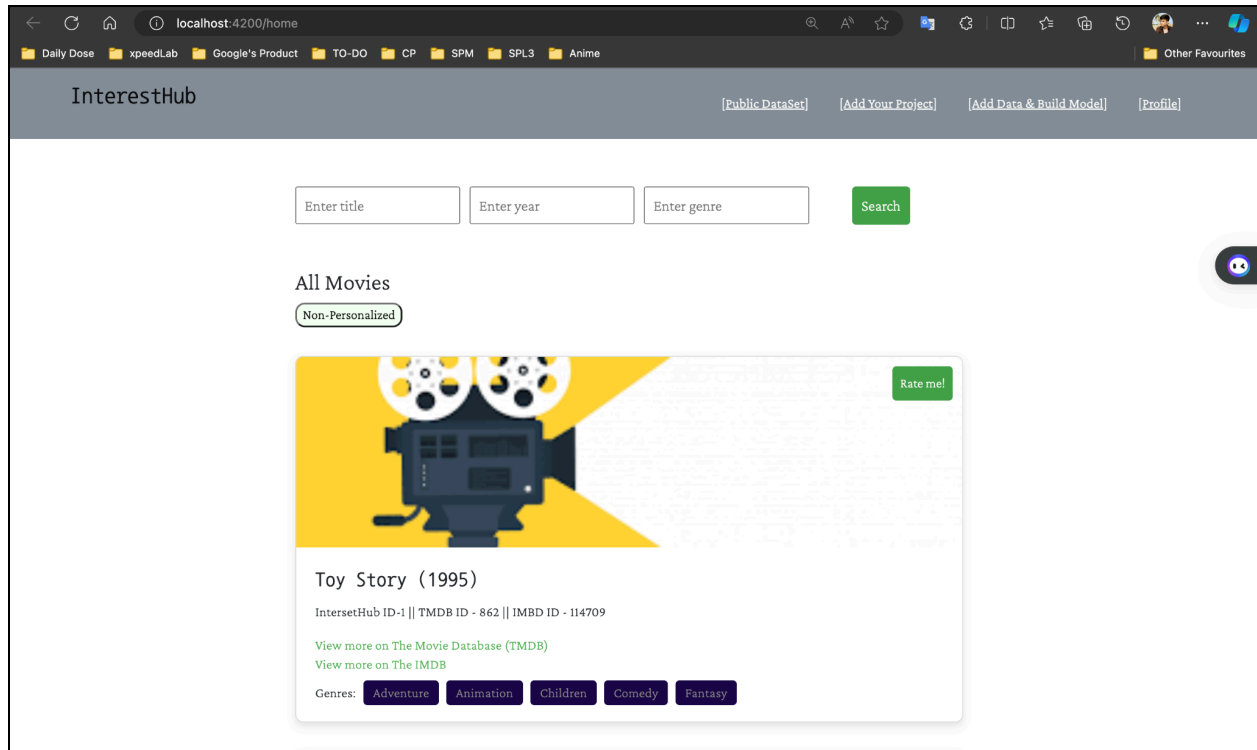 localhost:4200/home
Daily Dose xpeedLab Google's Product TO-DO CP SPM SPL3 Anime Other Favourites
InterestHub
[Public DataSet] [Add Your Project] [Add Data & Build Model] [Profile]
Enter title Enter year Enter genre Search
All Movies
Non-Personalized
Rate me!
Toy Story (1995)
IntersetHub ID-1 || TMDB ID - 862 || IMBD ID - 114709
View more on The Movie Database (TMDB)
View more on The IMDB
Genres: Adventure Animation Children Comedy Fantasy